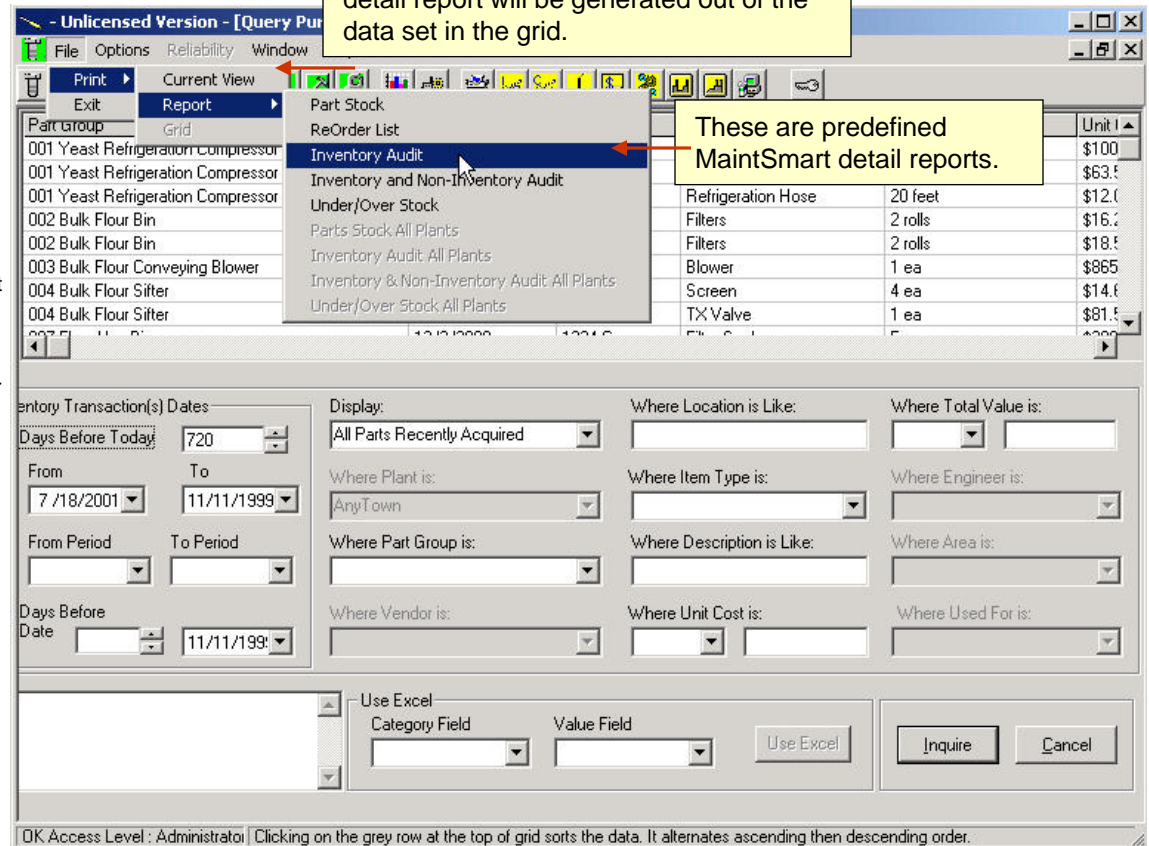 detail report will be generated out of the
data set in the grid.
- Unlicensed Version - [Query Pur
File Options Reliability Window
Print Current View
Exit Report
Grid
Part Stock
ReOrder List
Inventory Audit
Inventory and Non-Inventory Audit
Under/Over Stock
Parts Stock All Plants
Inventory Audit All Plants
Inventory & Non-Inventory Audit All Plants
Under/Over Stock All Plants
These are predefined
MaintSmart detail reports.
Part Group Unit
001 Yeast Refrigeration Compressor $100
001 Yeast Refrigeration Compressor $63.5
001 Yeast Refrigeration Compressor Refrigeration Hose 20 feet $12.0
002 Bulk Flour Bin Filters 2 rolls $16.2
002 Bulk Flour Bin Filters 2 rolls $18.5
003 Bulk Flour Conveying Blower Blower 1 ea $865
004 Bulk Flour Sifter Screen 4 ea $14.6
004 Bulk Flour Sifter TX Valve 1 ea $81.5
entory Transaction(s) Dates
Days Before Today 720
From To
7 /18/2001 11/11/1999
From Period To Period
Days Before
Date 11/11/199
Display:
All Parts Recently Acquired
Where Plant is:
AnyTown
Where Part Group is:
Where Vendor is:
Where Location is Like:
Where Item Type is:
Where Description is Like:
Where Unit Cost is:
Where Total Value is:
Where Engineer is:
Where Area is:
Where Used For is:
Use Excel
Category Field Value Field
Use Excel
Inquire Cancel
OK Access Level : Administrator Clicking on the grey row at the top of grid sorts the data. It alternates ascending then descending order.